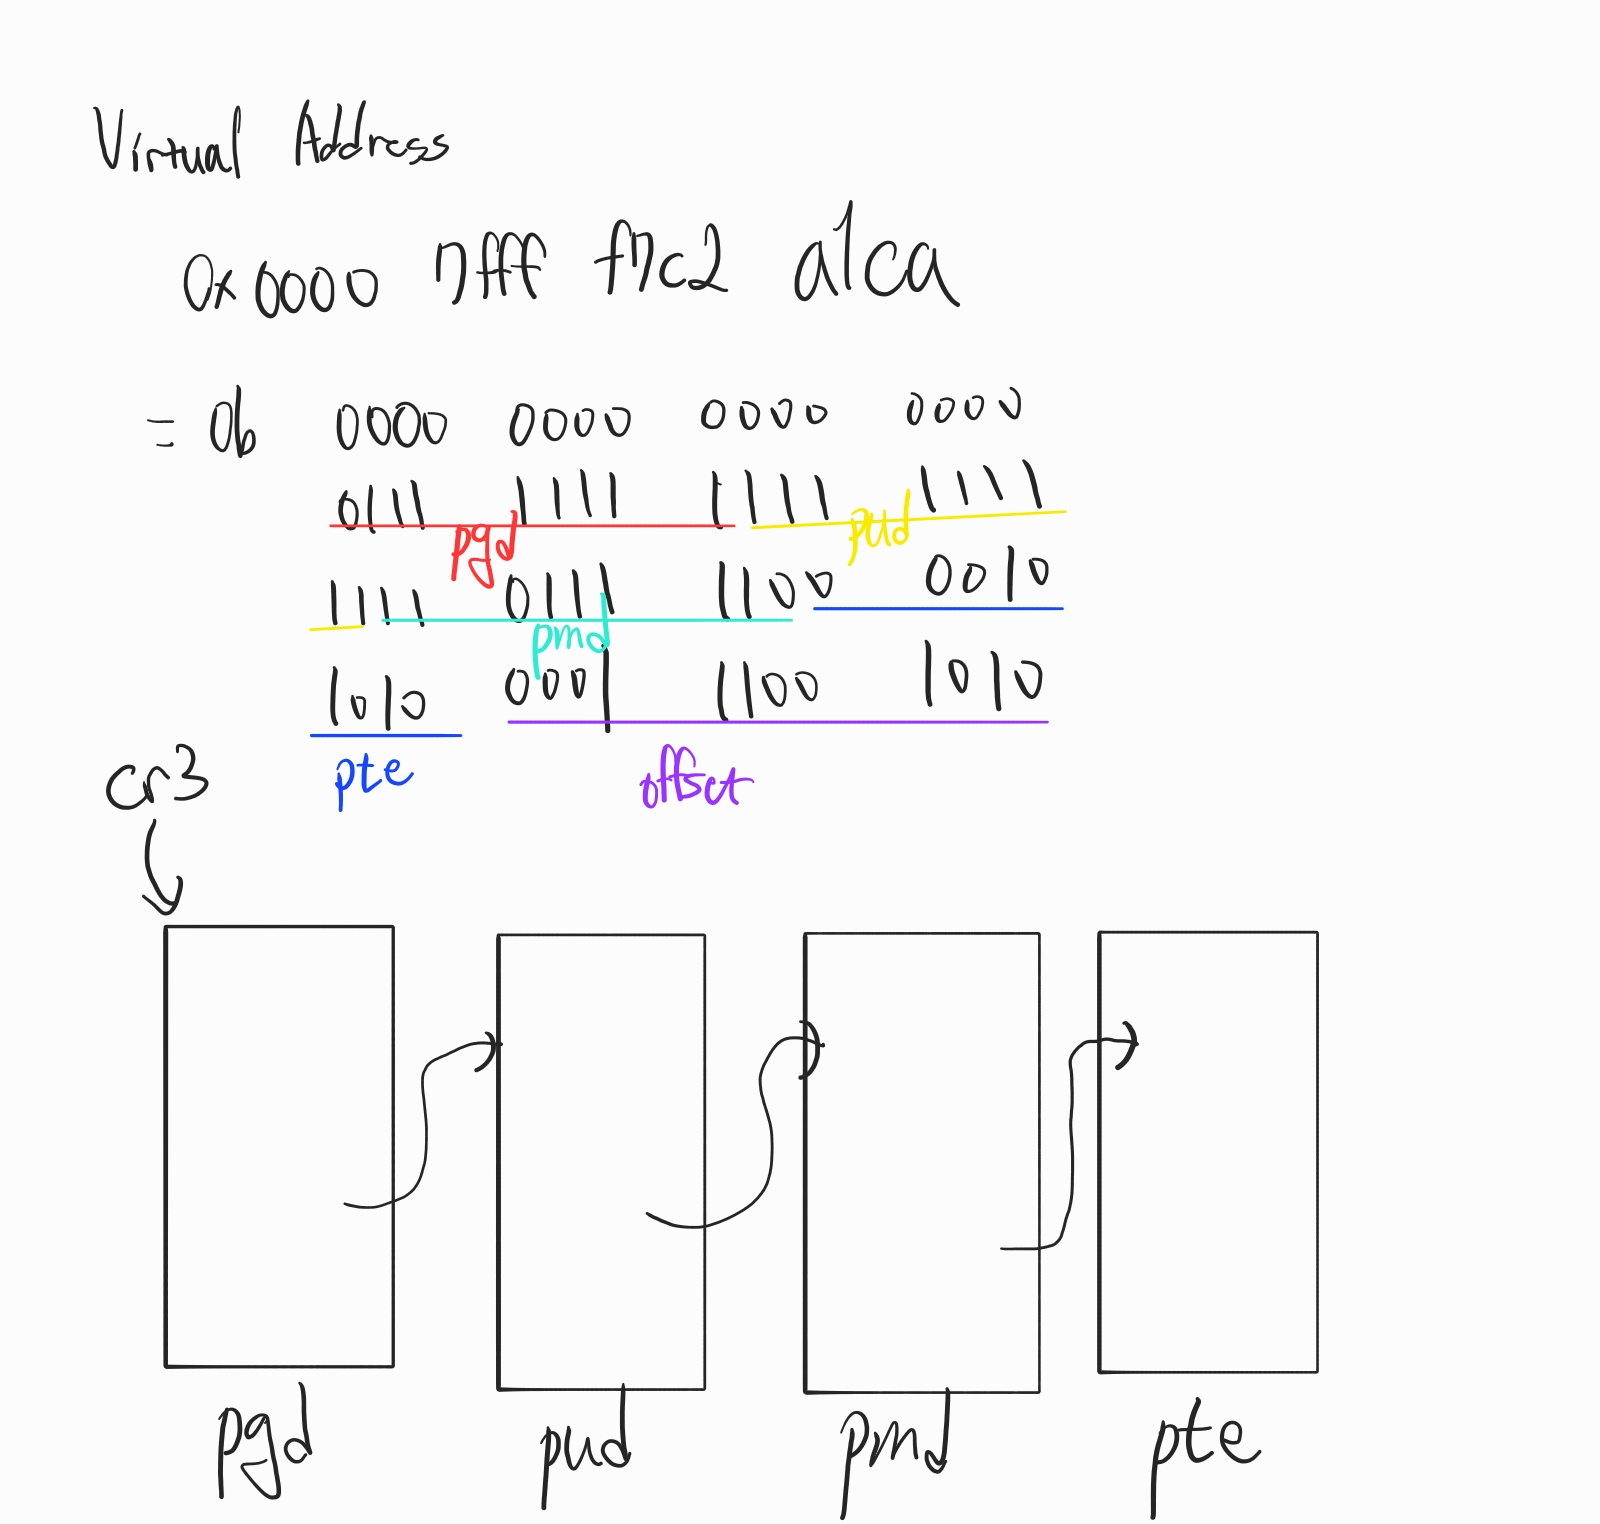 Virtual Address
0x0000 7fff f7c2 a1ca
= 0b 0000 0000 0000 0000
0111 1111 1111 1111
pgd pud
1111 0111 1100 0010
pmd
1010 0001 1100 1010
pte offset
cr3
pgd pud pmd pte